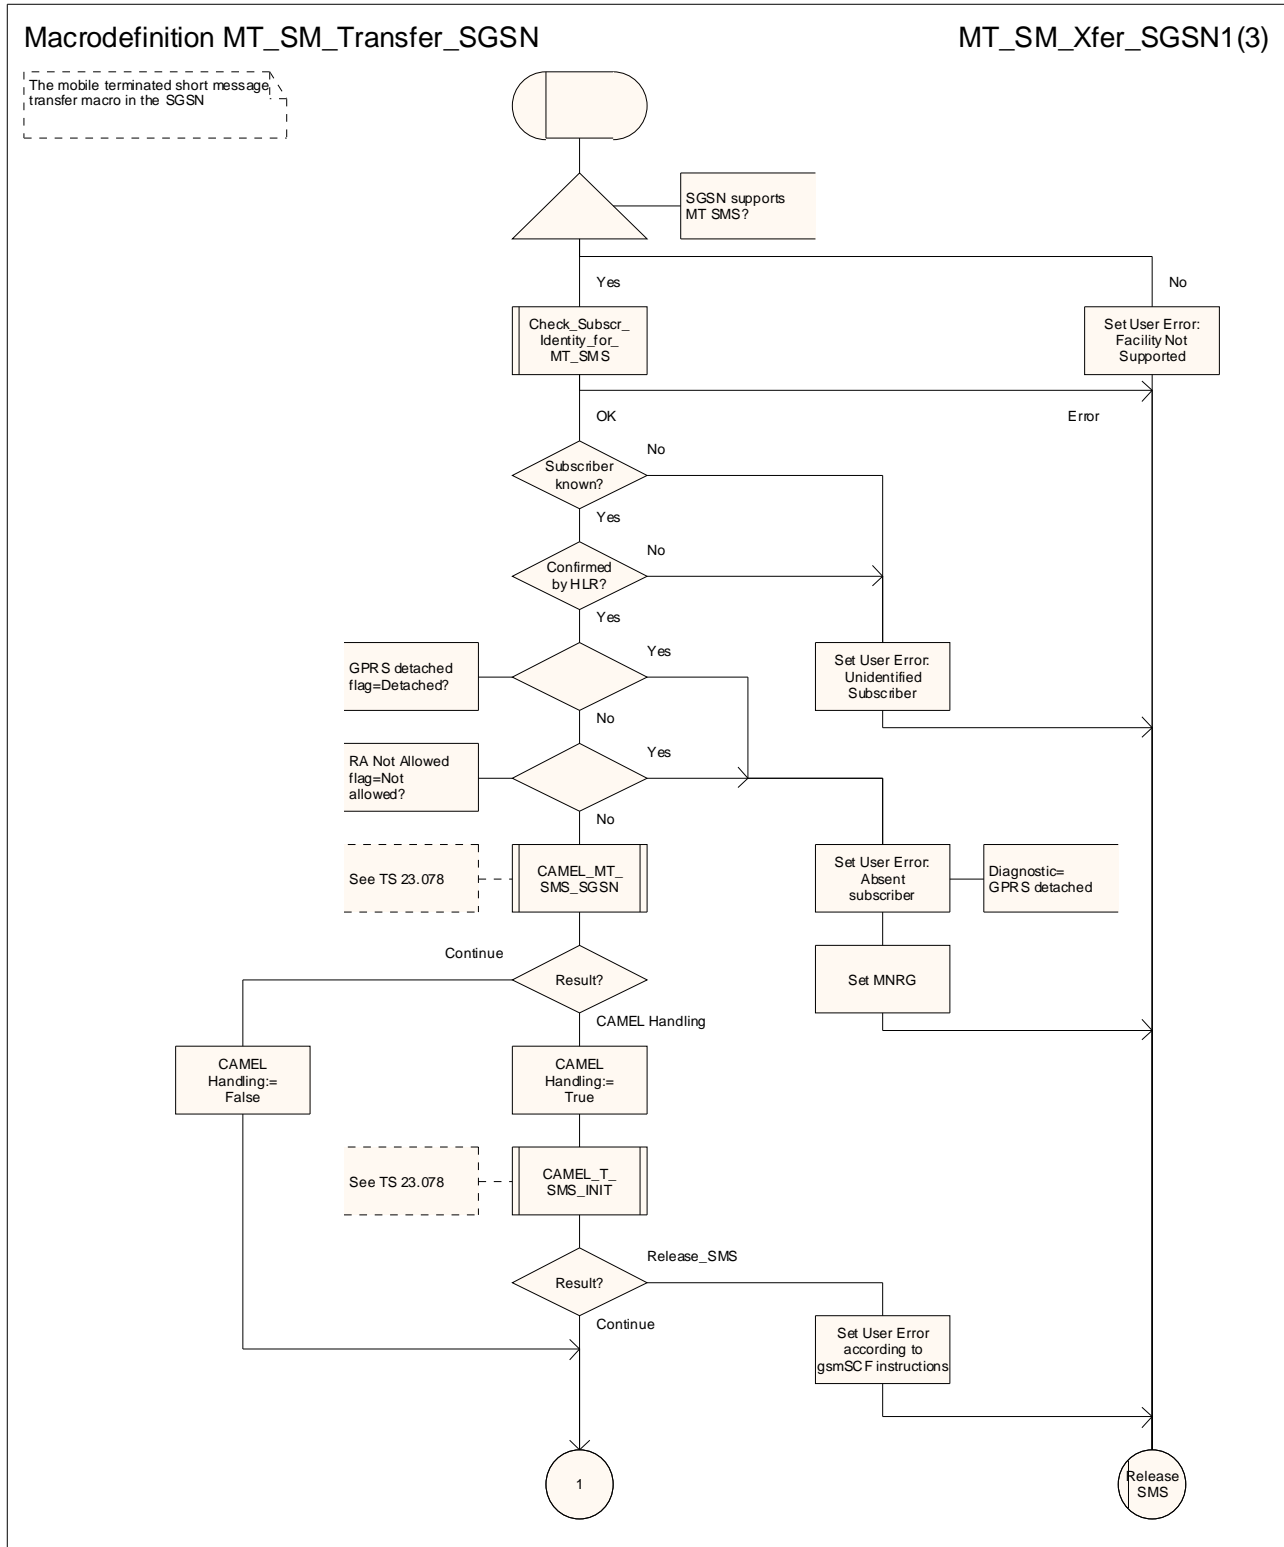 Macrodefinition MT_SM_Transfer_SGSN
MT_SM_Xfer_SGSN1(3)
The mobile terminated short message
transfer macro in the SGSN
SGSN supports
MT SMS?
Yes
No
Check_Subscr_
Identity_for_
MT_SMS
Set User Error:
Facility Not
Supported
OK
Error
No
Subscriber
known?
Yes
No
Confirmed
by HLR?
Yes
GPRS detached
flag=Detached?
Yes
Set User Error:
Unidentified
Subscriber
No
RA Not Allowed
flag=Not
allowed?
Yes
No
See TS 23.078
CAMEL_MT_
SMS_SGSN
Set User Error:
Absent
subscriber
Diagnostic=
GPRS detached
Continue
Result?
Set MNRG
CAMEL Handling
CAMEL
Handling:=
False
CAMEL
Handling:=
True
See TS 23.078
CAMEL_T_
SMS_INIT
Release_SMS
Result?
Continue
Set User Error
according to
gsmSCF instructions
1
Release
SMS